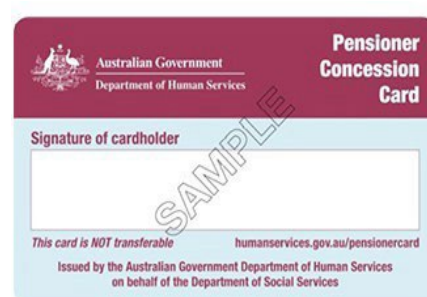 Australian Government
Department of Human Services
Pensioner
Concession
Card
Signature of cardholder
SAMPLE
This card is NOT transferable
humanservices.gov.au/pensionercard
Issued by the Australian Government Department of Human Services
on behalf of the Department of Social Services